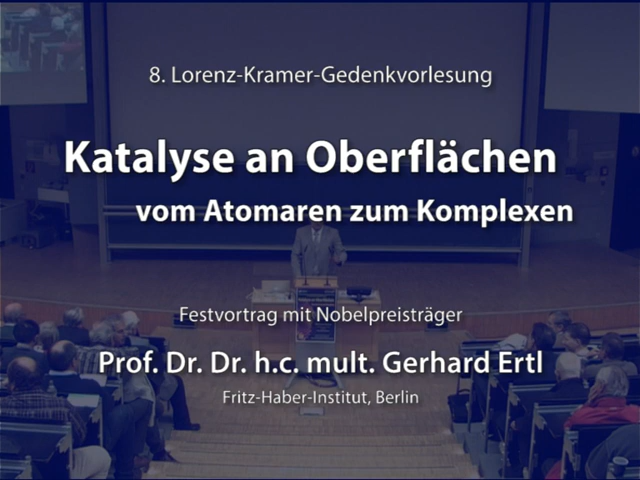 8. Lorenz-Kramer-Gedenkvorlesung
Katalyse an Oberflächen
vom Atomaren zum Komplexen
Festvortrag mit Nobelpreisträger
Prof. Dr. Dr. h.c. mult. Gerhard Ertl
Fritz-Haber-Institut, Berlin